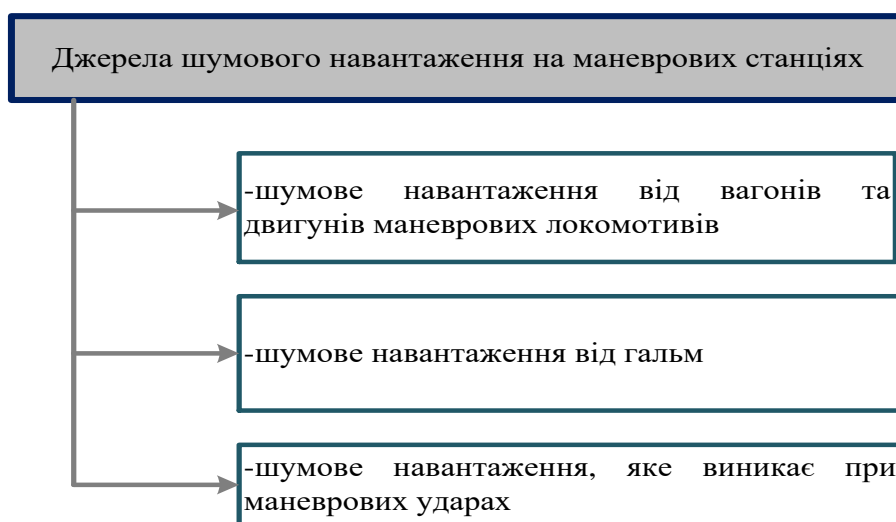 Джерела шумового навантаження на маневрових станціях
-шумове навантаження від вагонів та
двигунів маневрових локомотивів
-шумове навантаження від гальм
-шумове навантаження, яке виникає при
маневрових ударах